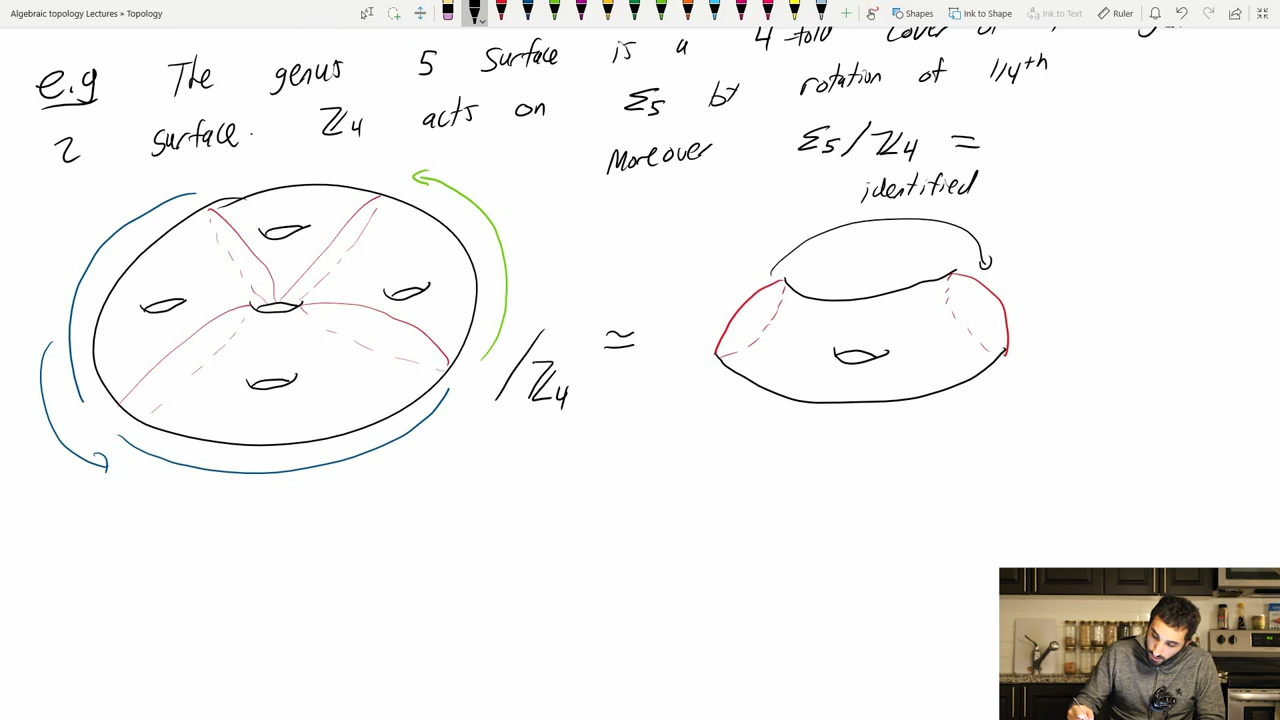 Algebraic topology Lectures » Topology
Shapes Ink to Shape Ink to Text Ruler
e.g The genus 5 surface is a 4-fold cover
2 surface. ℤ₄ acts on Σ₅ by rotation of 1/4th
Moreover Σ₅/ℤ₄ =
identified
/ℤ₄ ≃